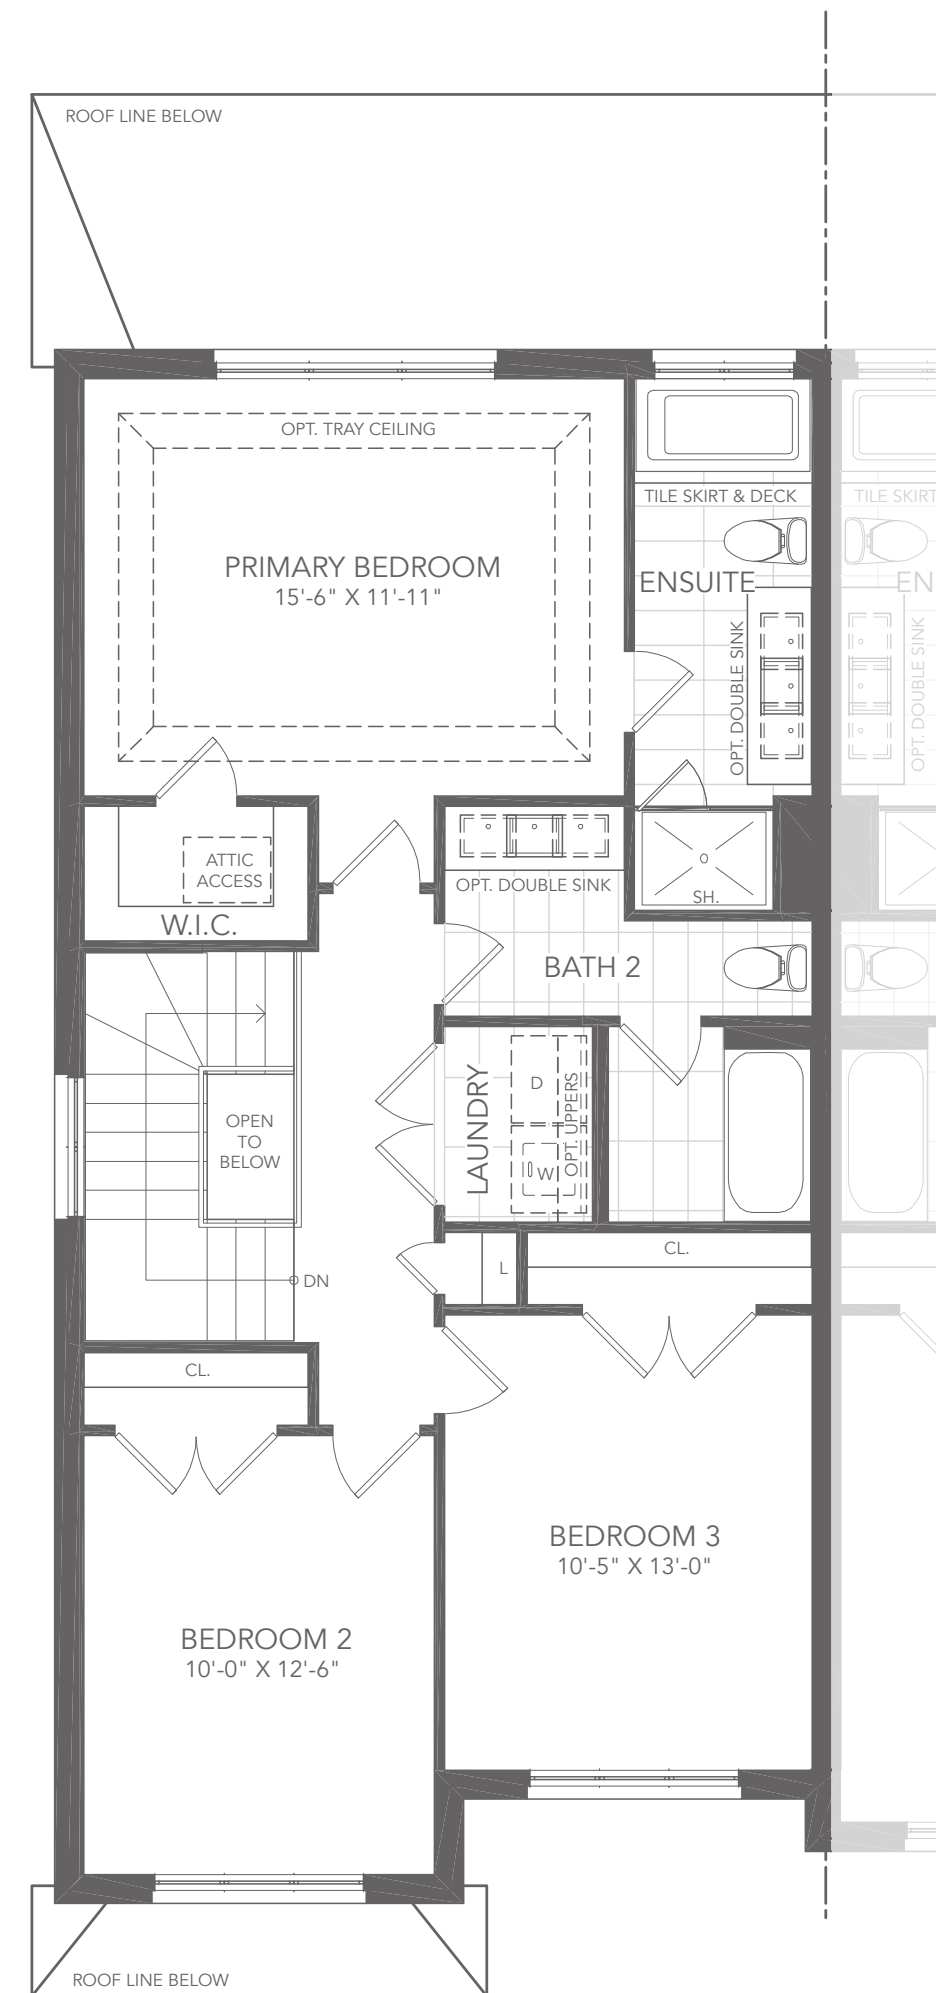 ROOF LINE BELOW
OPT. TRAY CEILING
PRIMARY BEDROOM
15'-6" X 11'-11"
TILE SKIRT & DECK
TILE SKIRT
ENSUITE
EN
OPT. DOUBLE SINK
OPT. DOUBLE SINK
ATTIC
ACCESS
W.I.C.
OPT. DOUBLE SINK
SH.
BATH 2
LAUNDRY
D
W
OPT. UPPERS
OPEN
TO
BELOW
DN
L
CL.
CL.
BEDROOM 3
10'-5" X 13'-0"
BEDROOM 2
10'-0" X 12'-6"
ROOF LINE BELOW